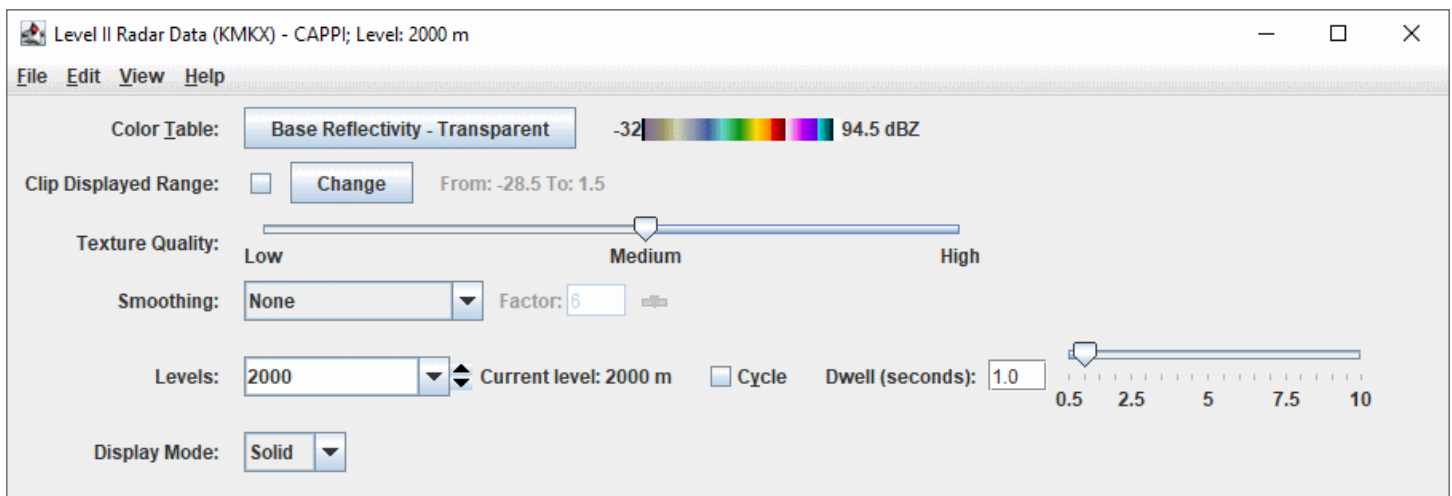 Level II Radar Data (KMKX) - CAPPI; Level: 2000 m
File Edit View Help
Color Table: Base Reflectivity - Transparent -32 94.5 dBZ
Clip Displayed Range: Change From: -28.5 To: 1.5
Texture Quality:
Low Medium High
Smoothing: None Factor: 6
Levels: 2000 Current level: 2000 m Cycle Dwell (seconds): 1.0
0.5 2.5 5 7.5 10
Display Mode: Solid